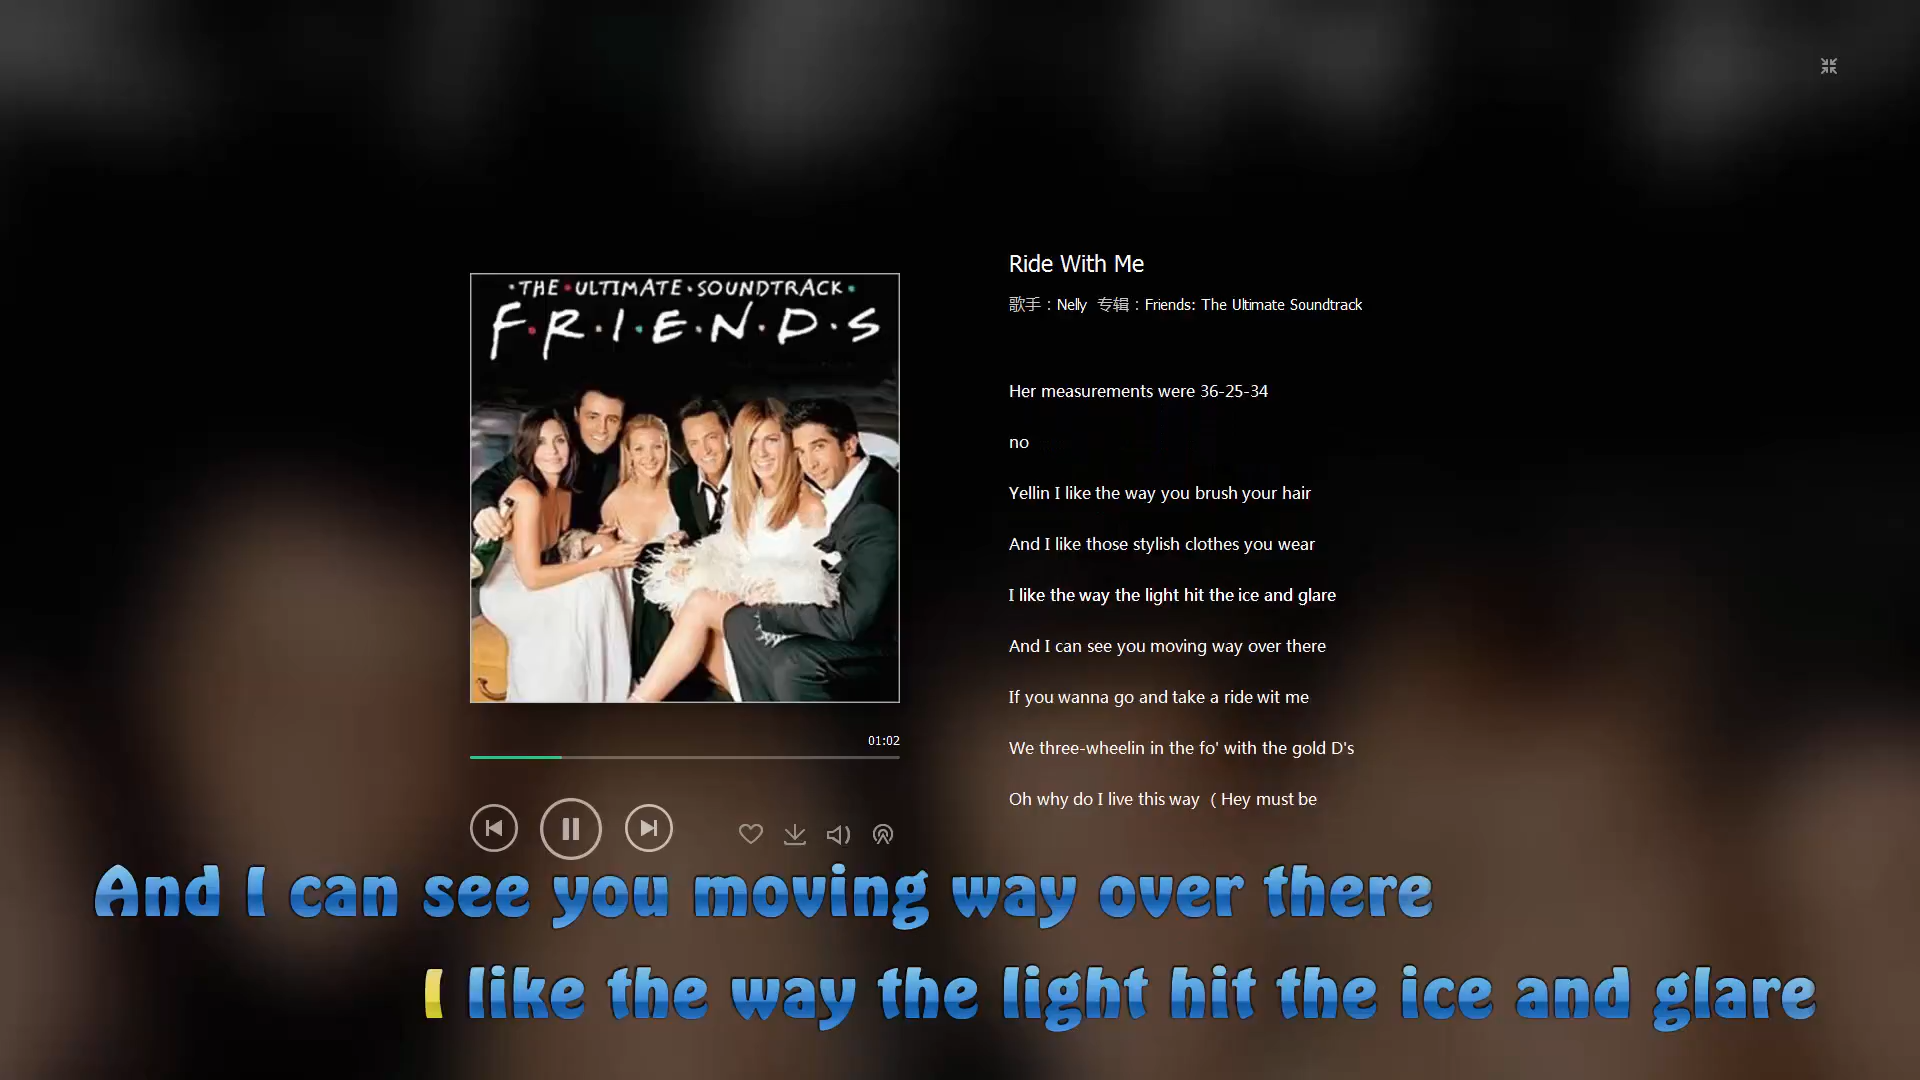 THE ULTIMATE SOUNDTRACK
F·R·I·E·N·D·S
Ride With Me
歌手：Nelly 专辑：Friends: The Ultimate Soundtrack
Her measurements were 36-25-34
no
Yellin I like the way you brush your hair
And I like those stylish clothes you wear
I like the way the light hit the ice and glare
And I can see you moving way over there
If you wanna go and take a ride wit me
We three-wheelin in the fo' with the gold D's
Oh why do I live this way （Hey must be
01:02
And I can see you moving way over there
I like the way the light hit the ice and glare